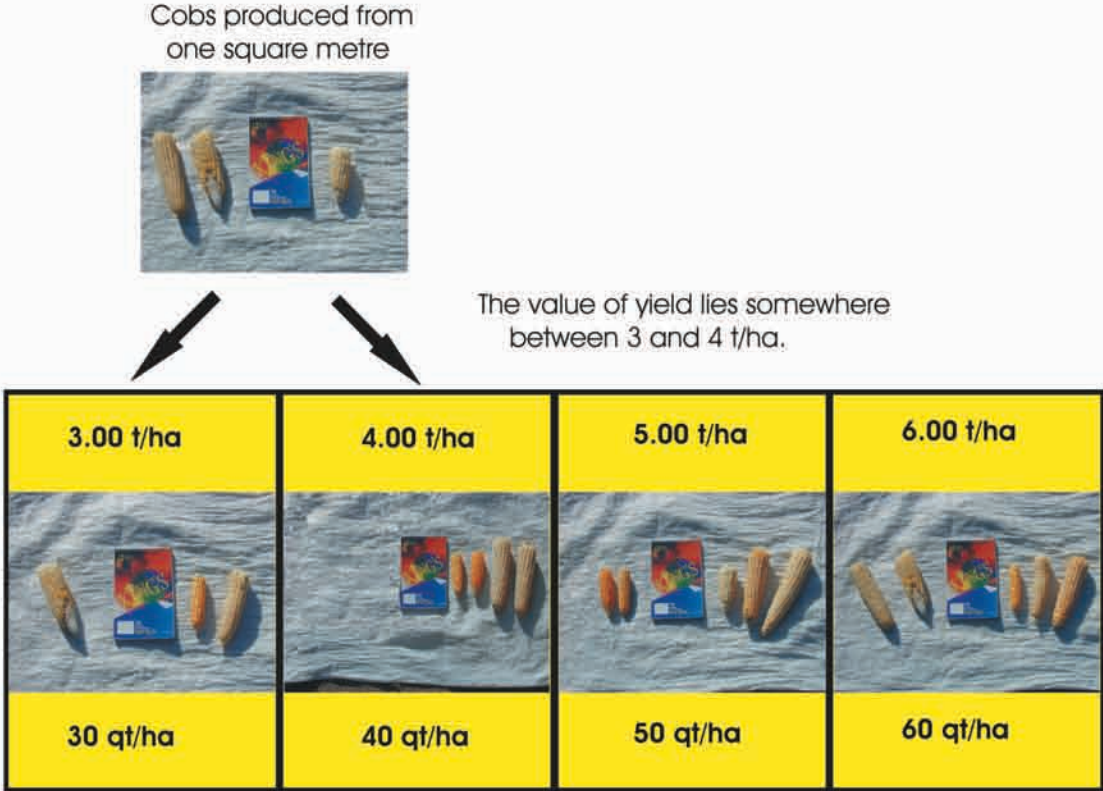 Cobs produced from
one square metre
The value of yield lies somewhere
between 3 and 4 t/ha.
3.00 t/ha
4.00 t/ha
5.00 t/ha
6.00 t/ha
30 qt/ha
40 qt/ha
50 qt/ha
60 qt/ha